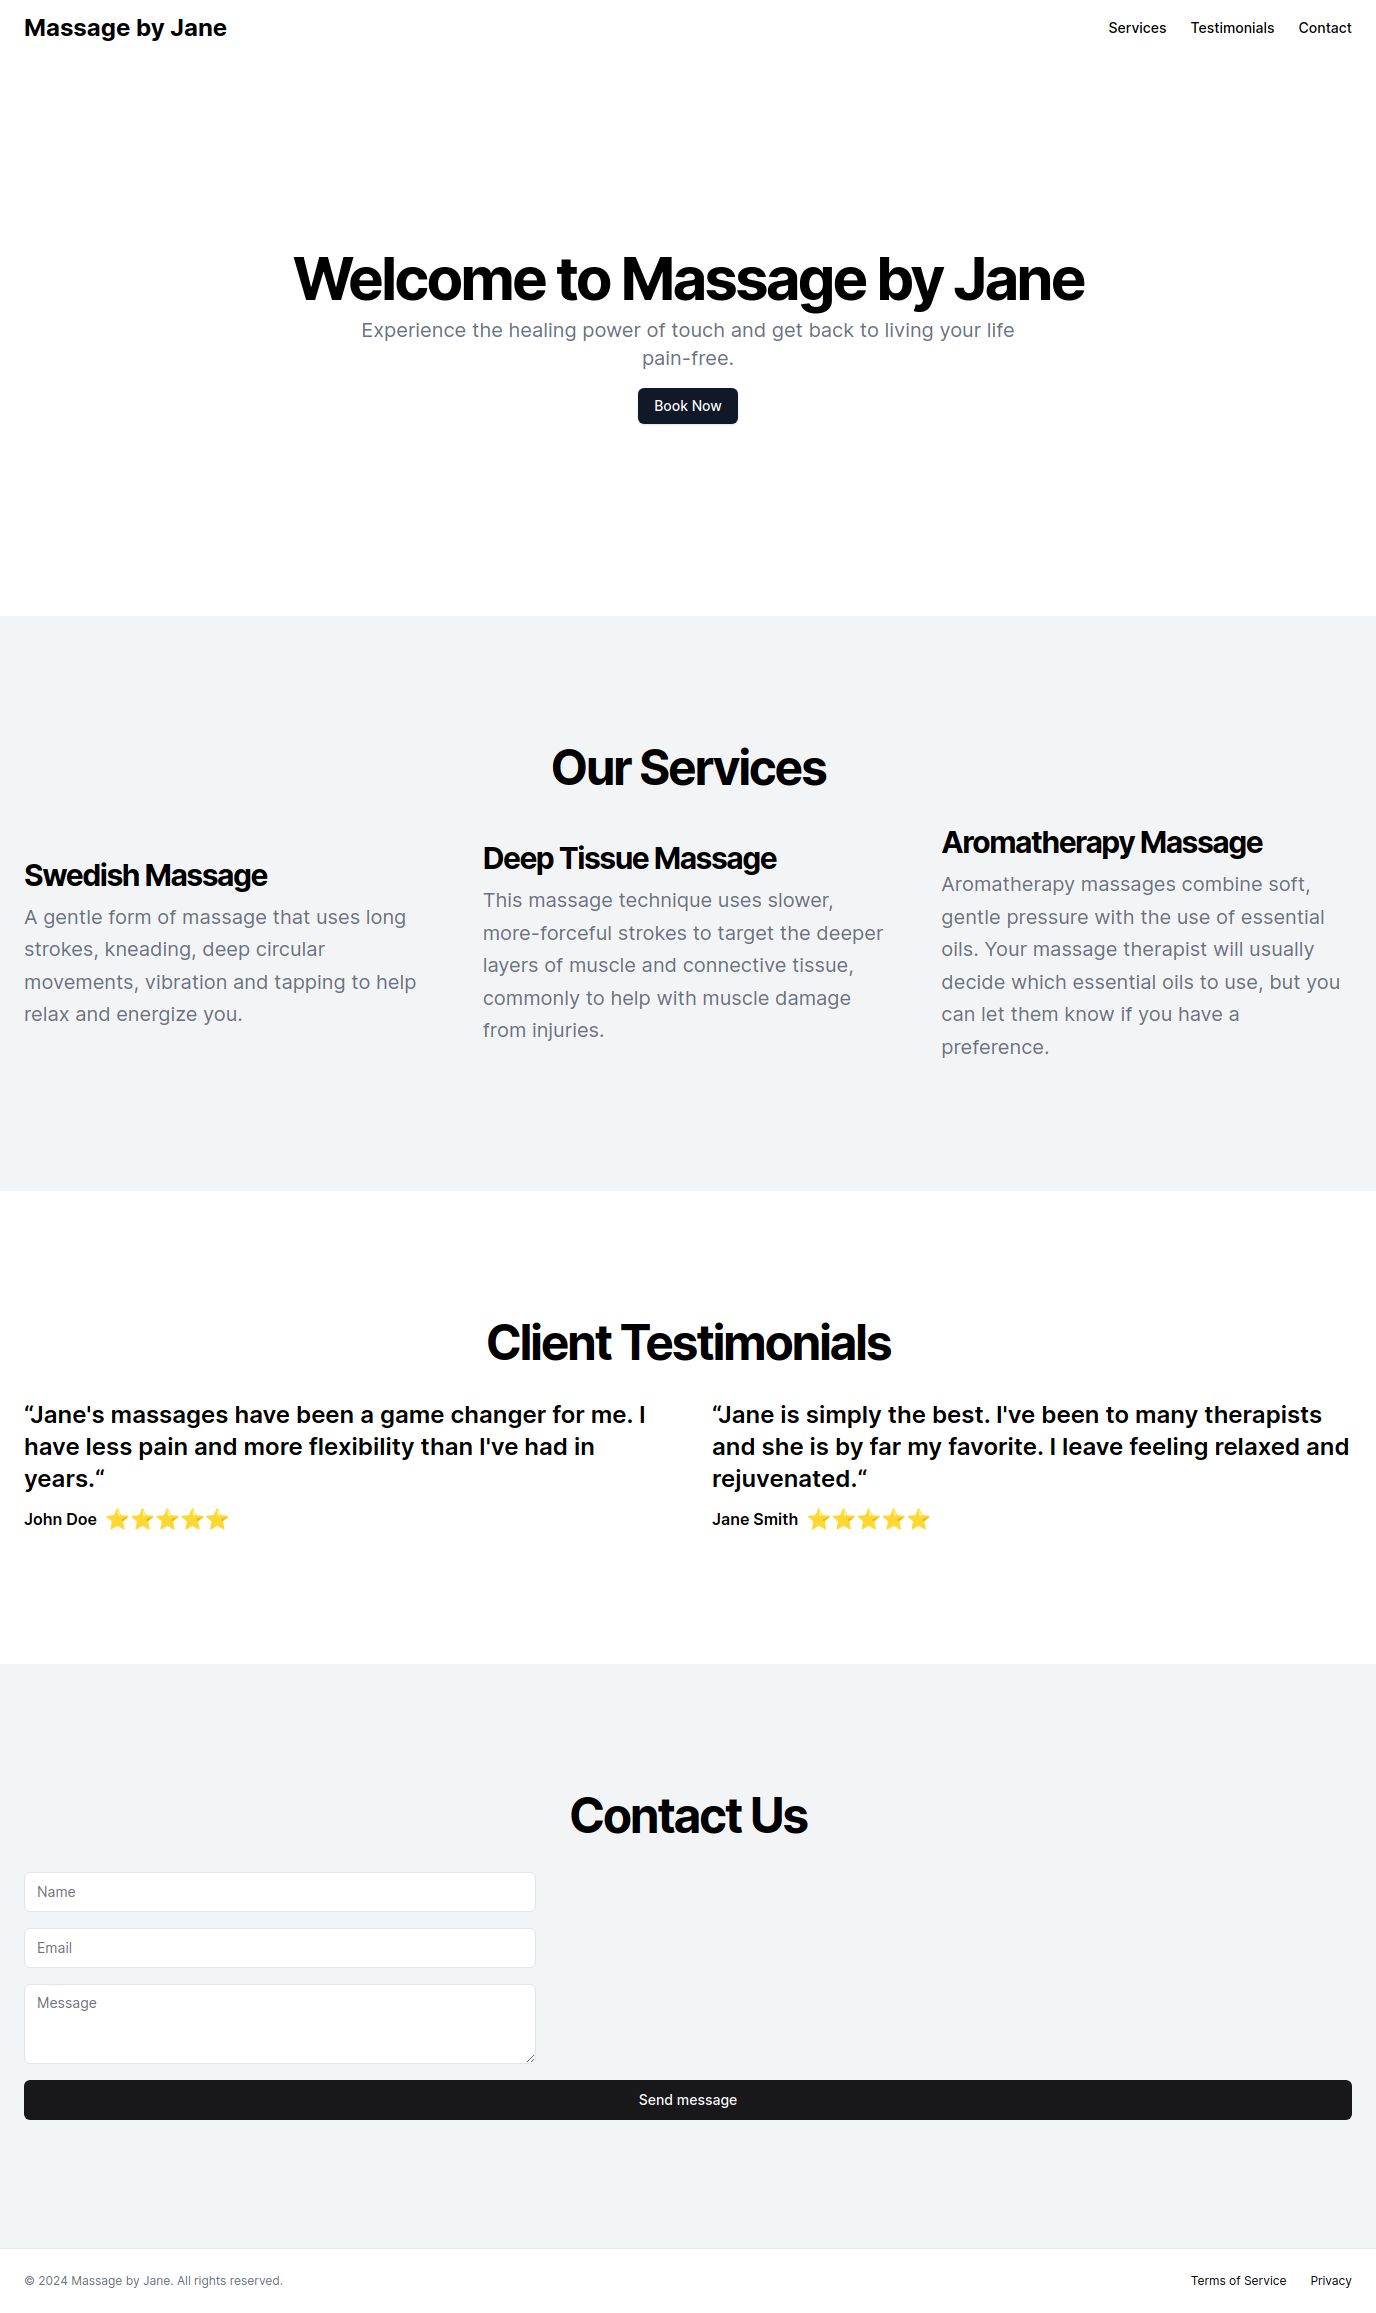 Massage by Jane
Services Testimonials Contact
Welcome to Massage by Jane
Experience the healing power of touch and get back to living your life
pain-free.
Book Now
Our Services
Swedish Massage
A gentle form of massage that uses long
strokes, kneading, deep circular
movements, vibration and tapping to help
relax and energize you.
Deep Tissue Massage
This massage technique uses slower,
more-forceful strokes to target the deeper
layers of muscle and connective tissue,
commonly to help with muscle damage
from injuries.
Aromatherapy Massage
Aromatherapy massages combine soft,
gentle pressure with the use of essential
oils. Your massage therapist will usually
decide which essential oils to use, but you
can let them know if you have a
preference.
Client Testimonials
“Jane's massages have been a game changer for me. I
have less pain and more flexibility than I've had in
years.“
John Doe ⭐⭐⭐⭐⭐
“Jane is simply the best. I've been to many therapists
and she is by far my favorite. I leave feeling relaxed and
rejuvenated.“
Jane Smith ⭐⭐⭐⭐⭐
Contact Us
Name
Email
Message
Send message
© 2024 Massage by Jane. All rights reserved.
Terms of Service Privacy